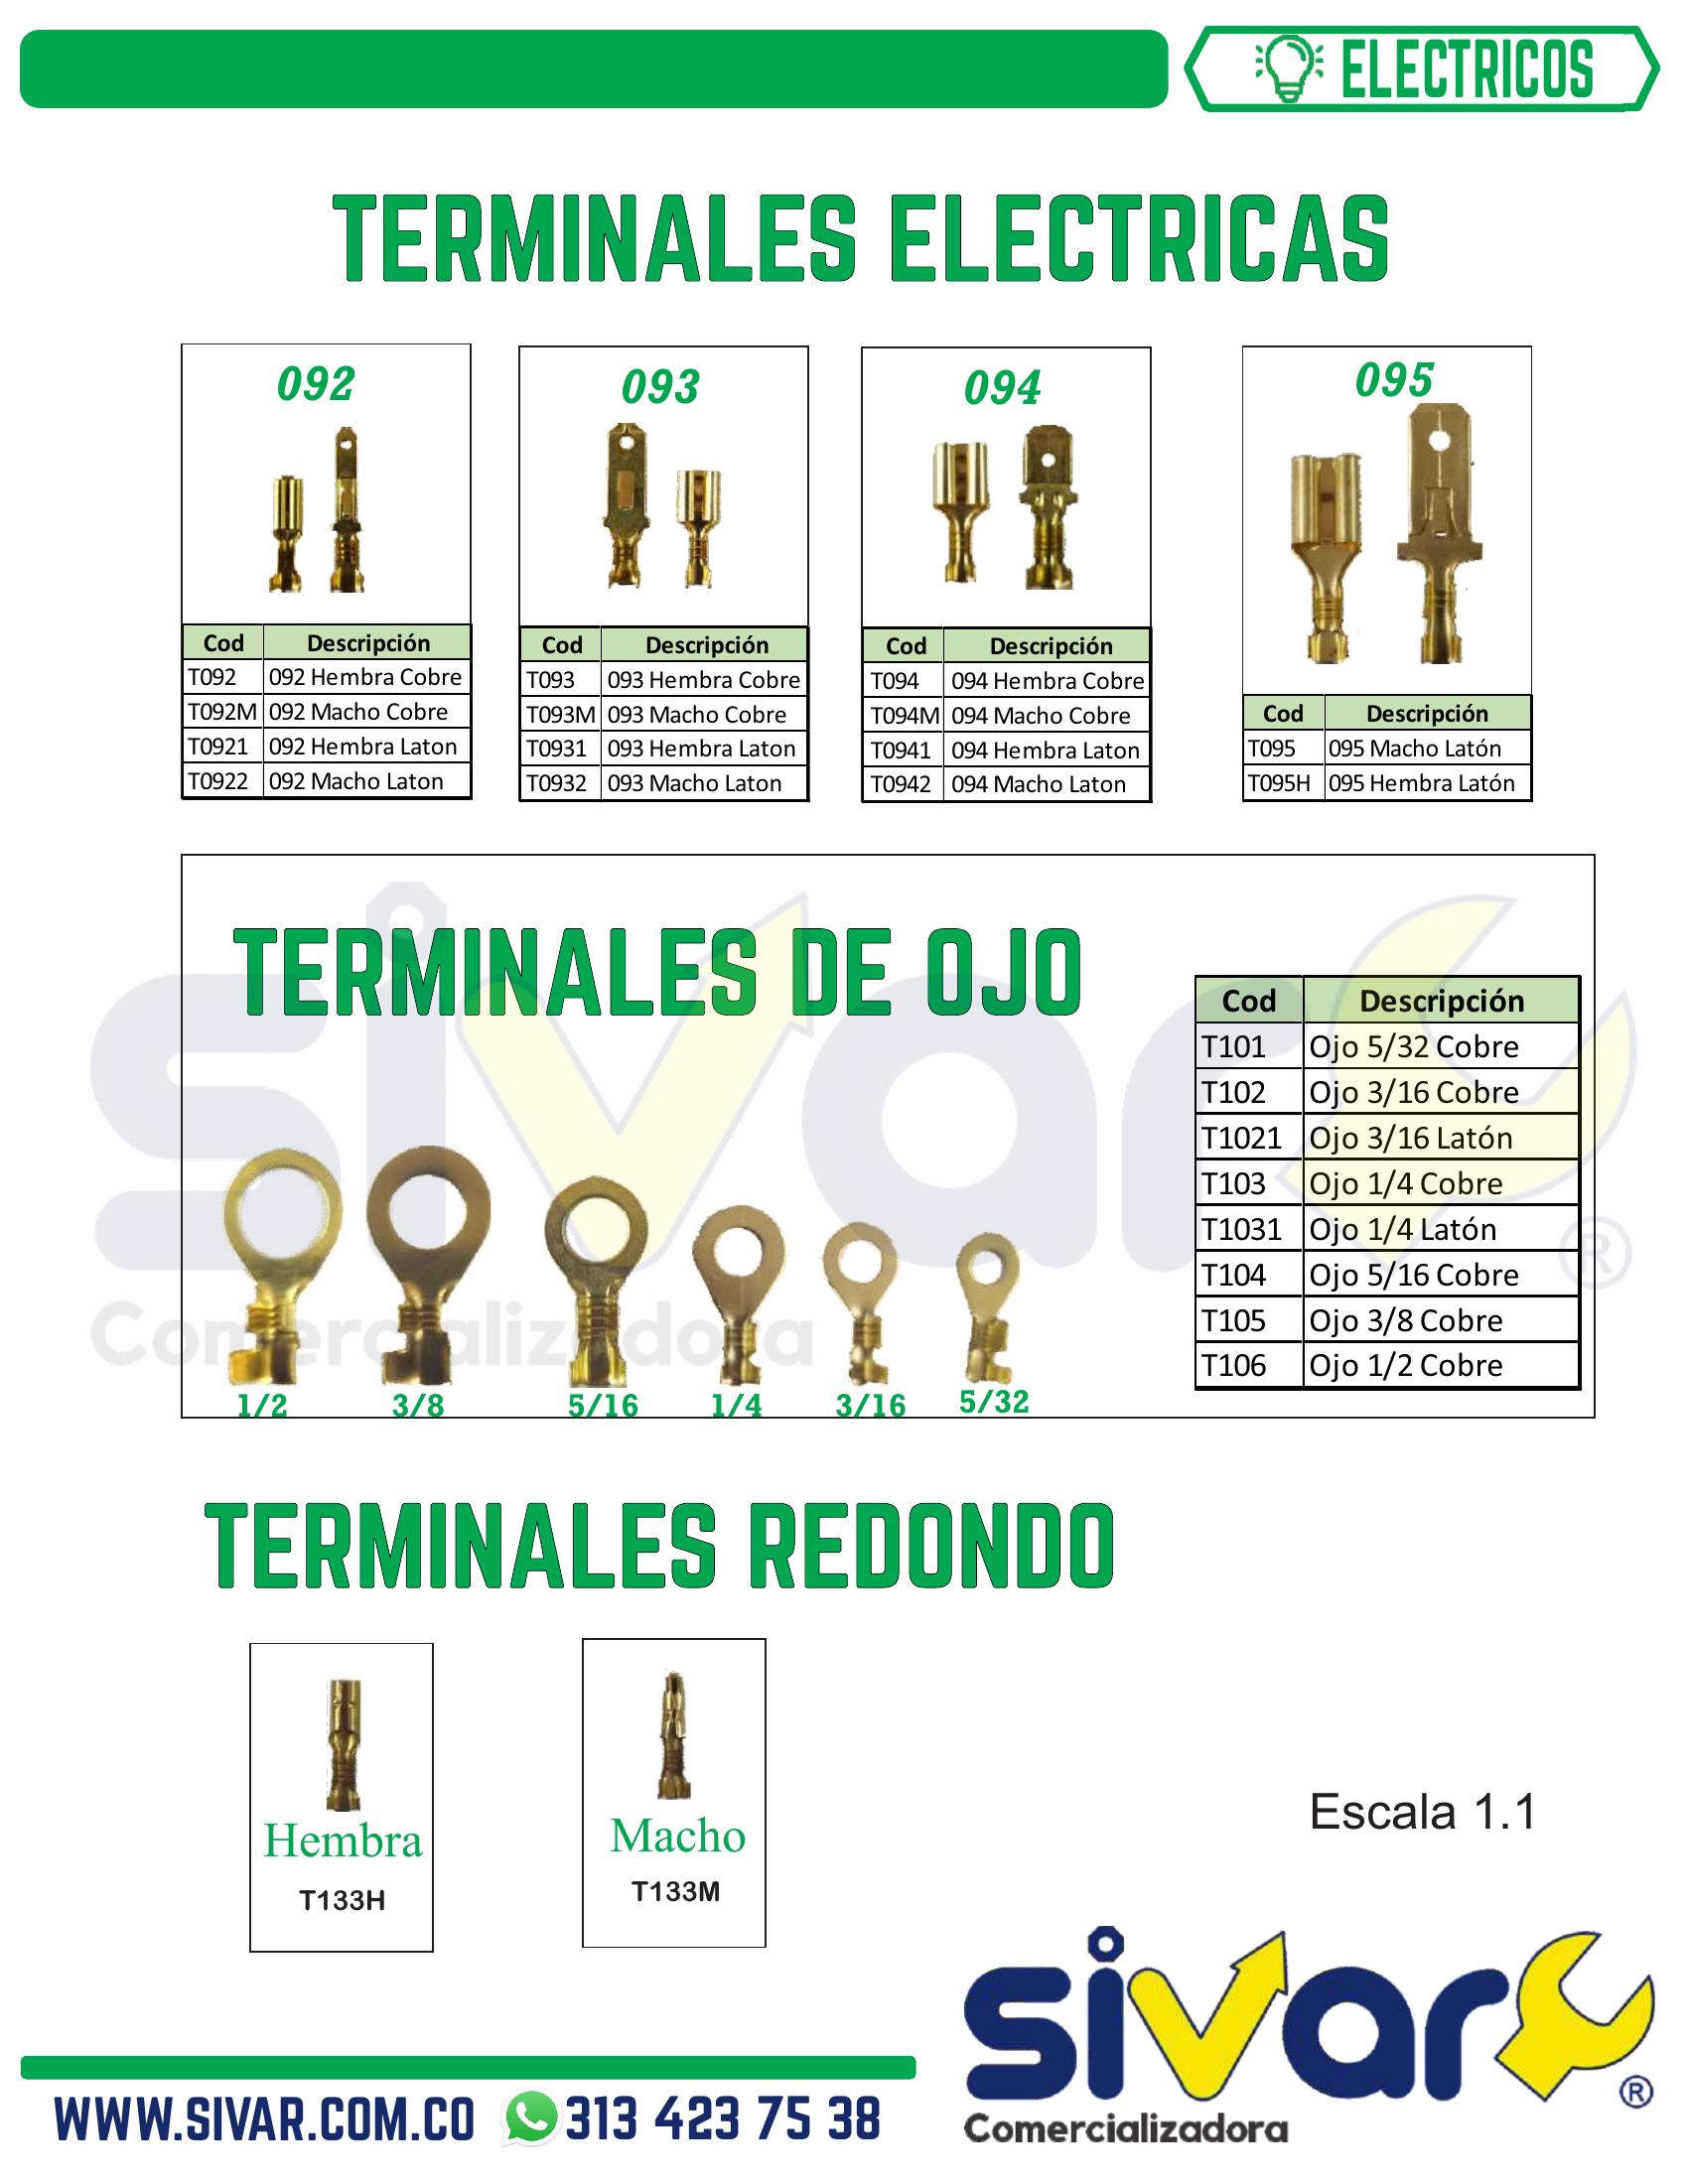 ELECTRICOS
TERMINALES ELECTRICAS
092
Cod Descripción
T092 092 Hembra Cobre
T092M 092 Macho Cobre
T0921 092 Hembra Laton
T0922 092 Macho Laton
093
Cod Descripción
T093 093 Hembra Cobre
T093M 093 Macho Cobre
T0931 093 Hembra Laton
T0932 093 Macho Laton
094
Cod Descripción
T094 094 Hembra Cobre
T094M 094 Macho Cobre
T0941 094 Hembra Laton
T0942 094 Macho Laton
095
Cod Descripción
T095 095 Macho Latón
T095H 095 Hembra Latón
TERMINALES DE OJO
1/2 3/8 5/16 1/4 3/16 5/32
Cod Descripción
T101 Ojo 5/32 Cobre
T102 Ojo 3/16 Cobre
T1021 Ojo 3/16 Latón
T103 Ojo 1/4 Cobre
T1031 Ojo 1/4 Latón
T104 Ojo 5/16 Cobre
T105 Ojo 3/8 Cobre
T106 Ojo 1/2 Cobre
sivar ®
Comercializadora
TERMINALES REDONDO
Hembra
T133H
Macho
T133M
Escala 1.1
sivar ®
Comercializadora
WWW.SIVAR.COM.CO 313 423 75 38